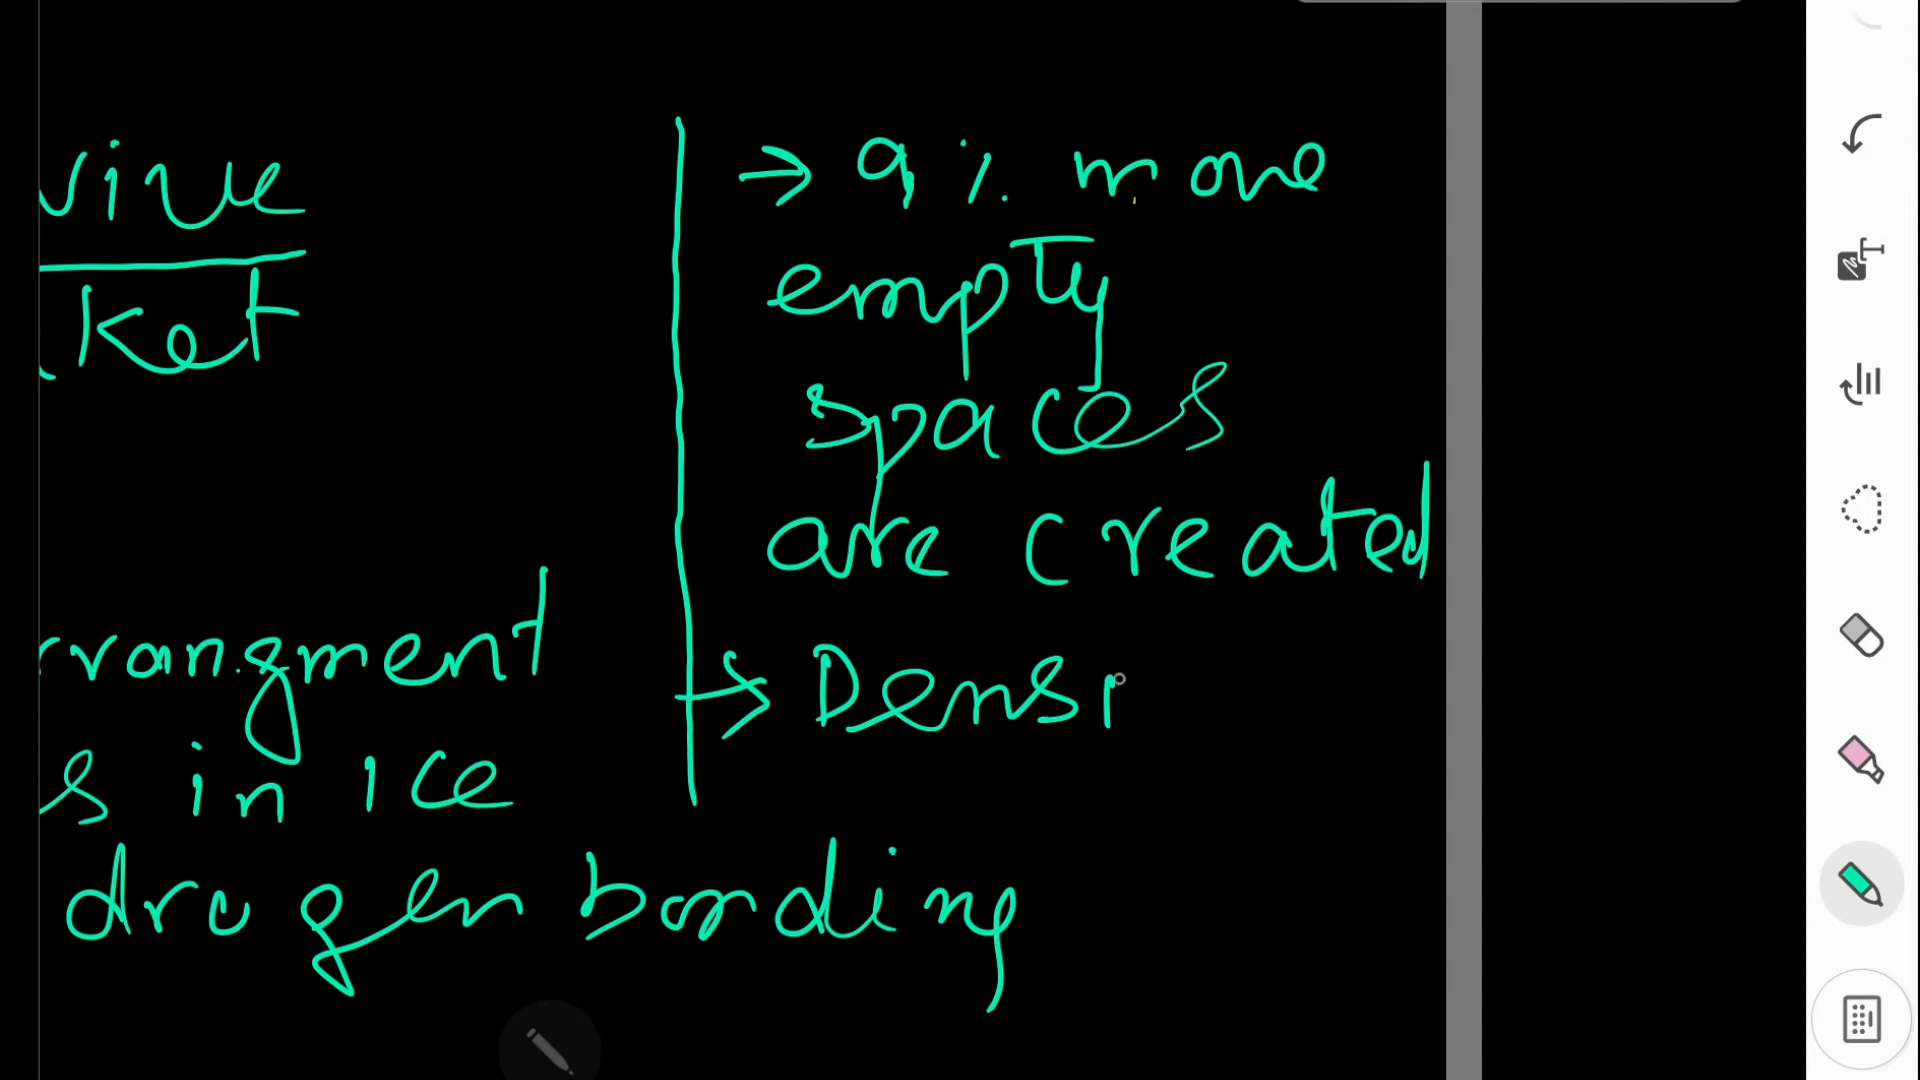 vive
ket
rrangment
s in ice
drogen bonding
→ 9% more
empty
spaces
are created
→ Densi